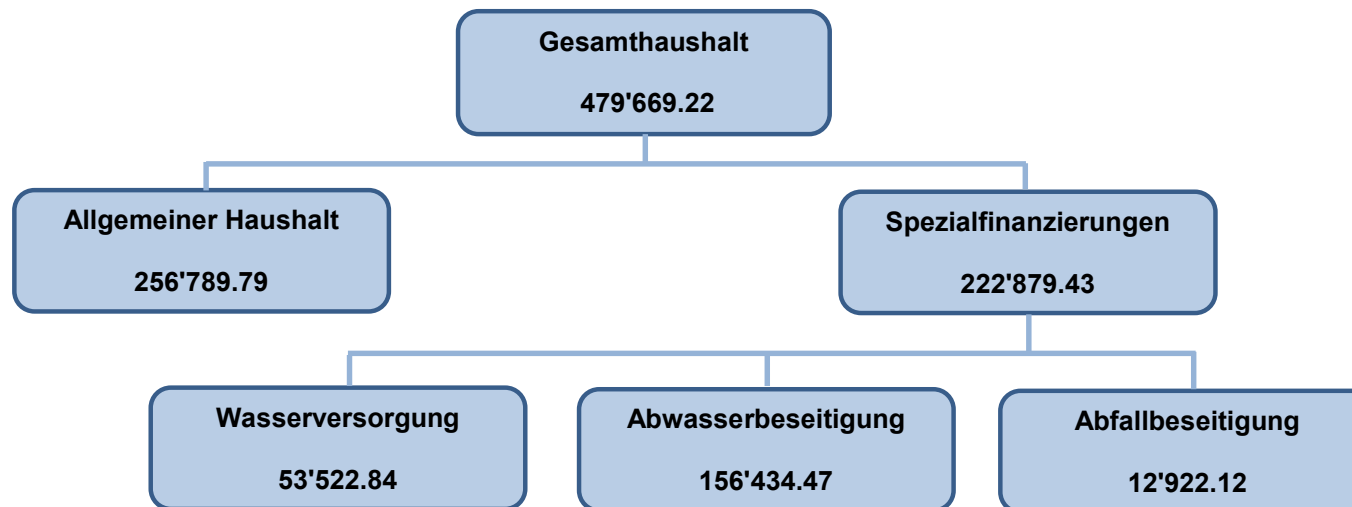 Gesamthaushalt
479'669.22
Allgemeiner Haushalt
256'789.79
Spezialfinanzierungen
222'879.43
Wasserversorgung
53'522.84
Abwasserbeseitigung
156'434.47
Abfallbeseitigung
12'922.12